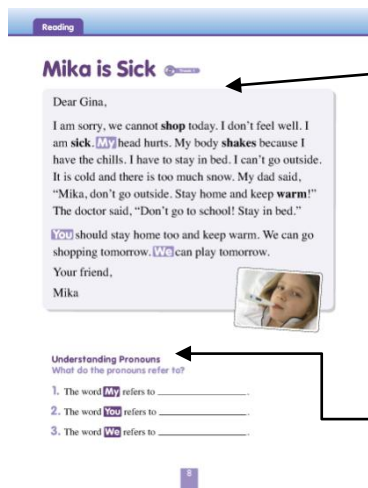 Reading
Mika is Sick
Dear Gina,
I am sorry, we cannot shop today. I don't feel well. I
am sick. My head hurts. My body shakes because I
have the chills. I have to stay in bed. I can't go outside.
It is cold and there is too much snow. My dad said,
"Mika, don't go outside. Stay home and keep warm!"
The doctor said, "Don't go to school! Stay in bed."
You should stay home too and keep warm. We can go
shopping tomorrow. We can play tomorrow.
Your friend,
Mika
Understanding Pronouns
What do the pronouns refer to?
1. The word My refers to ____________.
2. The word You refers to ____________.
3. The word We refers to ____________.
8